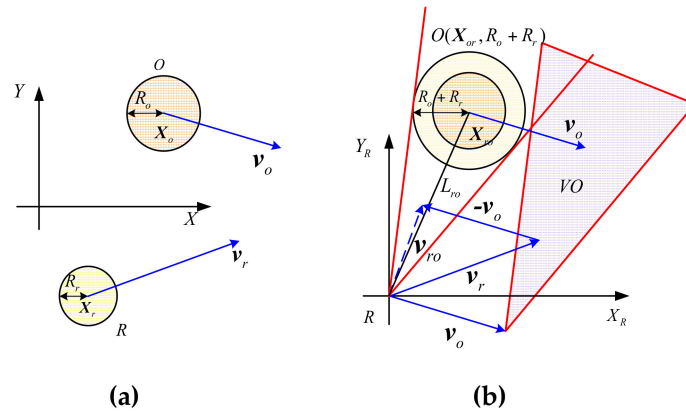 O
Y
R_o
X_o
v_o
X
v_r
R_r
X_r
R
(a)
O(X_or, R_o + R_r)
R_o + R_r
Y_R
X_ro
v_o
L_ro
VO
-v_o
v_ro
v_r
R
v_o
X_R
(b)